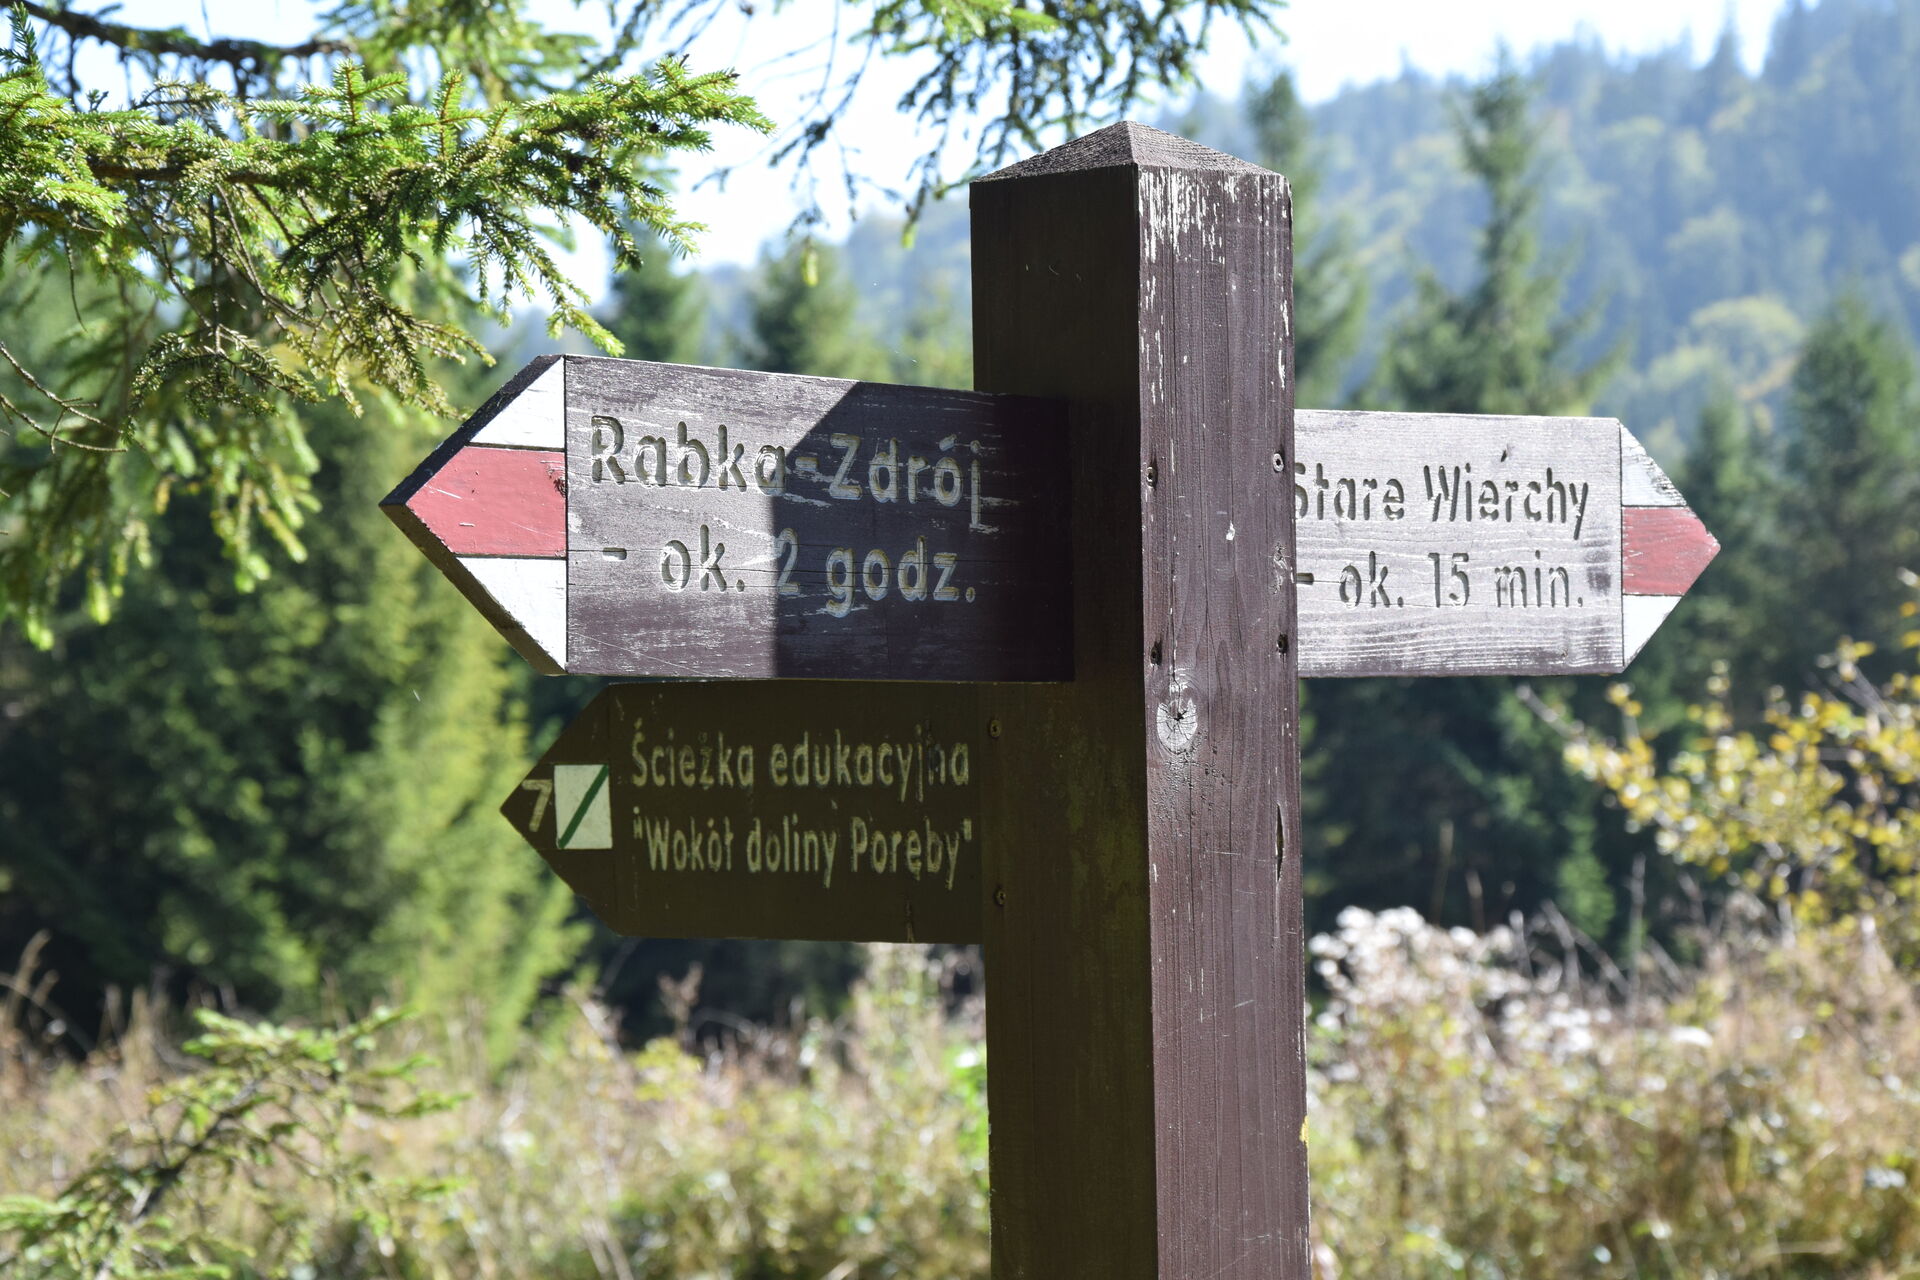 Rabka-Zdrój
- ok. 2 godz.
Stare Wierchy
- ok. 15 min.
7
Ścieżka edukacyjna
"Wokół doliny Poręby"